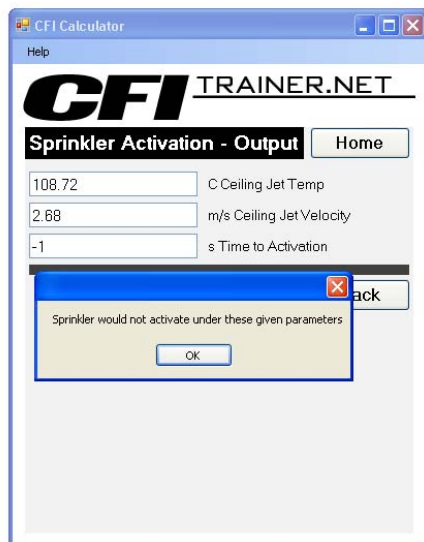 CFI Calculator
Help
CFI TRAINER.NET
Sprinkler Activation - Output Home
108.72 C Ceiling Jet Temp
2.68 m/s Ceiling Jet Velocity
-1 s Time to Activation
ack
Sprinkler would not activate under these given parameters
OK